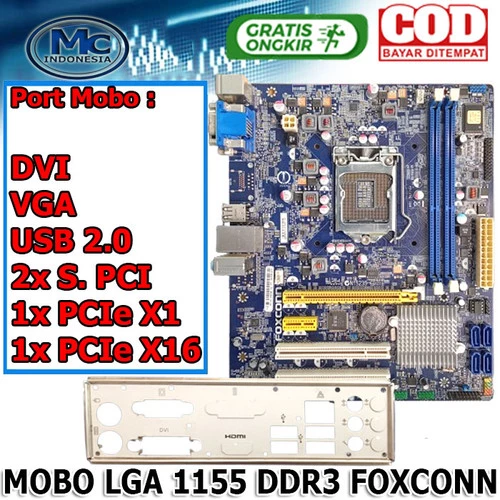 Mc
INDONESIA
GRATIS
ONGKIR
COD
BAYAR DITEMPAT
Port Mobo :
DVI
VGA
USB 2.0
2x S. PCI
1x PCIe X1
1x PCIe X16
FOXCONN
DVI
HDMI
MOBO LGA 1155 DDR3 FOXCONN